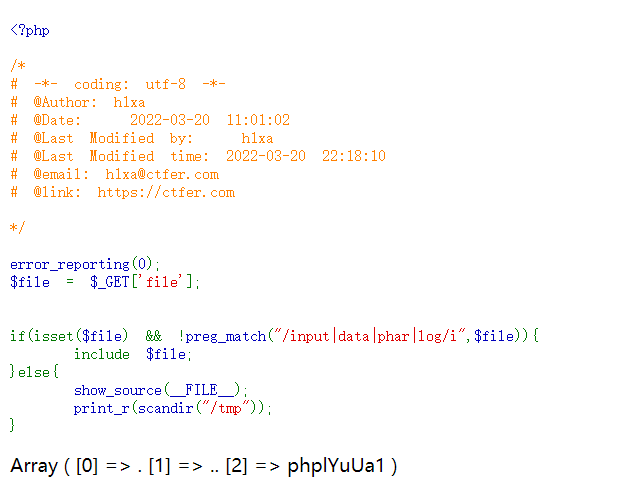 <?php
/*
# -*- coding: utf-8 -*-
# @Author: hlxa
# @Date: 2022-03-20 11:01:02
# @Last Modified by: hlxa
# @Last Modified time: 2022-03-20 22:18:10
# @email: hlxa@ctfer.com
# @link: https://ctfer.com
*/
error_reporting(0);
$file = $_GET['file'];
if(isset($file) && !preg_match("/input|data|phar|log/i",$file)){
include $file;
}else{
show_source(__FILE__);
print_r(scandir("/tmp"));
}
Array ( [0] => . [1] => .. [2] => phplYuUa1 )